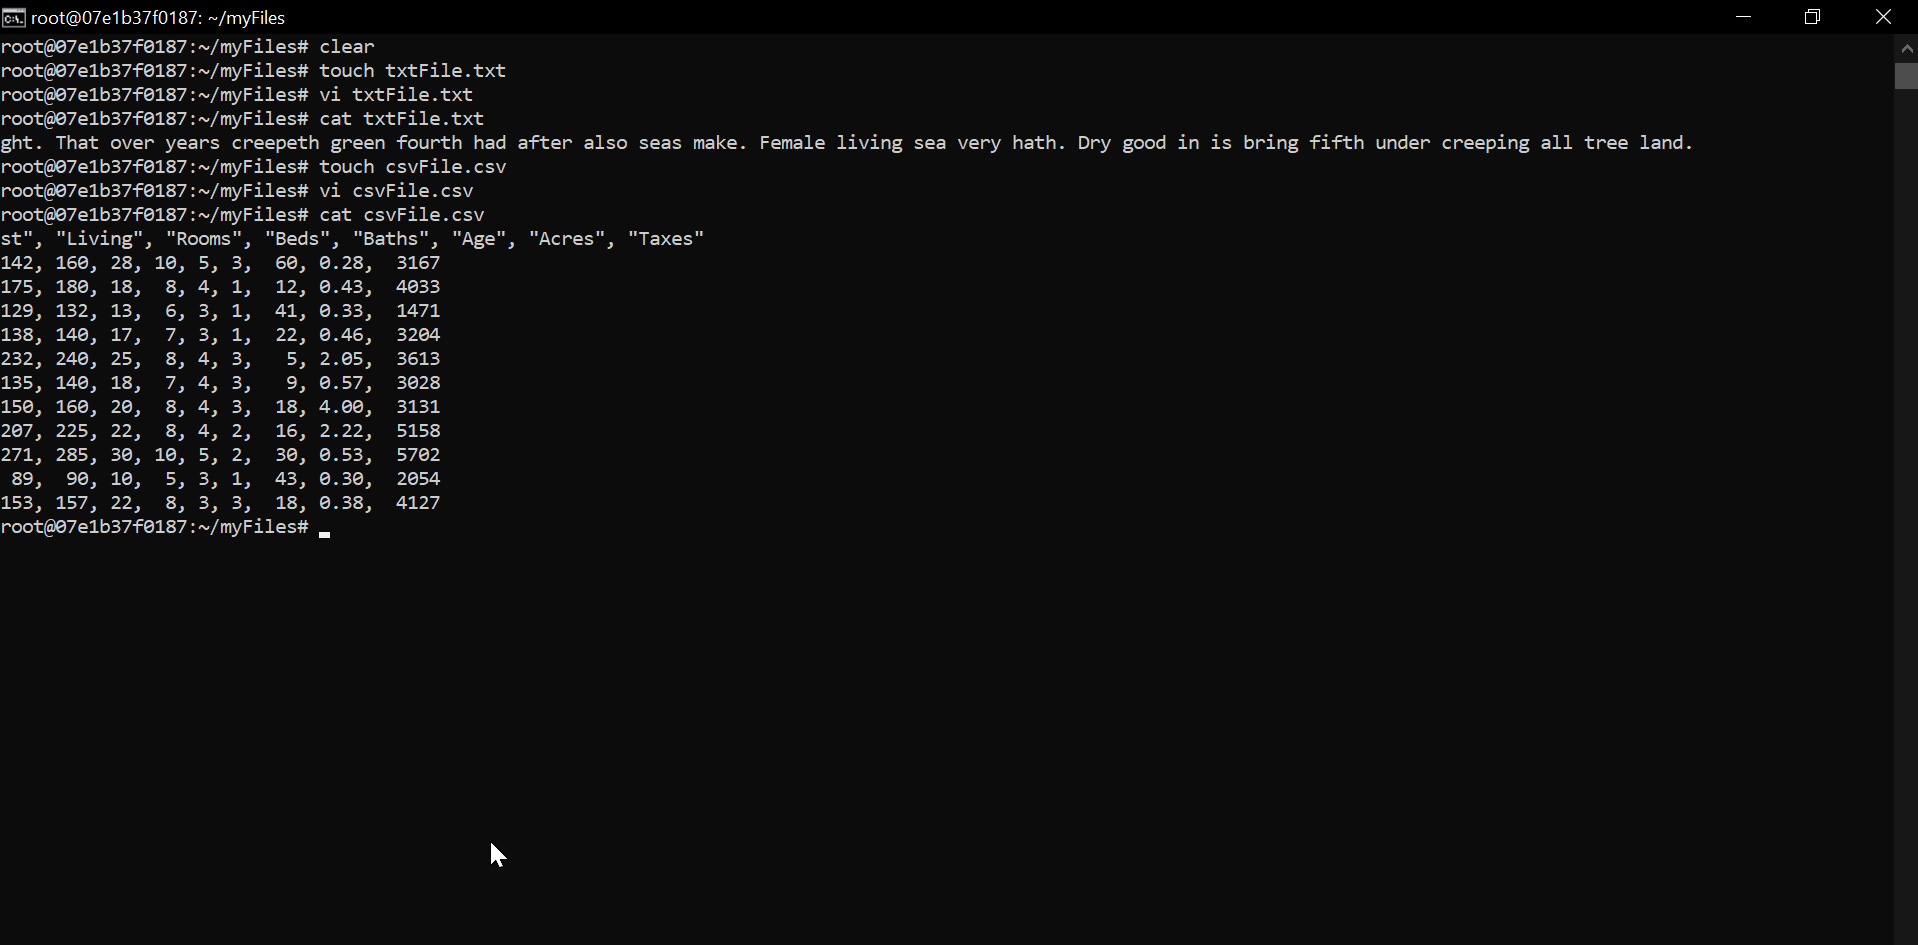 root@07e1b37f0187: ~/myFiles
root@07e1b37f0187:~/myFiles# clear
root@07e1b37f0187:~/myFiles# touch txtFile.txt
root@07e1b37f0187:~/myFiles# vi txtFile.txt
root@07e1b37f0187:~/myFiles# cat txtFile.txt
ght. That over years creepeth green fourth had after also seas make. Female living sea very hath. Dry good in is bring fifth under creeping all tree land.
root@07e1b37f0187:~/myFiles# touch csvFile.csv
root@07e1b37f0187:~/myFiles# vi csvFile.csv
root@07e1b37f0187:~/myFiles# cat csvFile.csv
st", "Living", "Rooms", "Beds", "Baths", "Age", "Acres", "Taxes"
142, 160, 28, 10, 5, 3,  60, 0.28,  3167
175, 180, 18,  8, 4, 1,  12, 0.43,  4033
129, 132, 13,  6, 3, 1,  41, 0.33,  1471
138, 140, 17,  7, 3, 1,  22, 0.46,  3204
232, 240, 25,  8, 4, 3,   5, 2.05,  3613
135, 140, 18,  7, 4, 3,   9, 0.57,  3028
150, 160, 20,  8, 4, 3,  18, 4.00,  3131
207, 225, 22,  8, 4, 2,  16, 2.22,  5158
271, 285, 30, 10, 5, 2,  30, 0.53,  5702
 89,  90, 10,  5, 3, 1,  43, 0.30,  2054
153, 157, 22,  8, 3, 3,  18, 0.38,  4127
root@07e1b37f0187:~/myFiles#